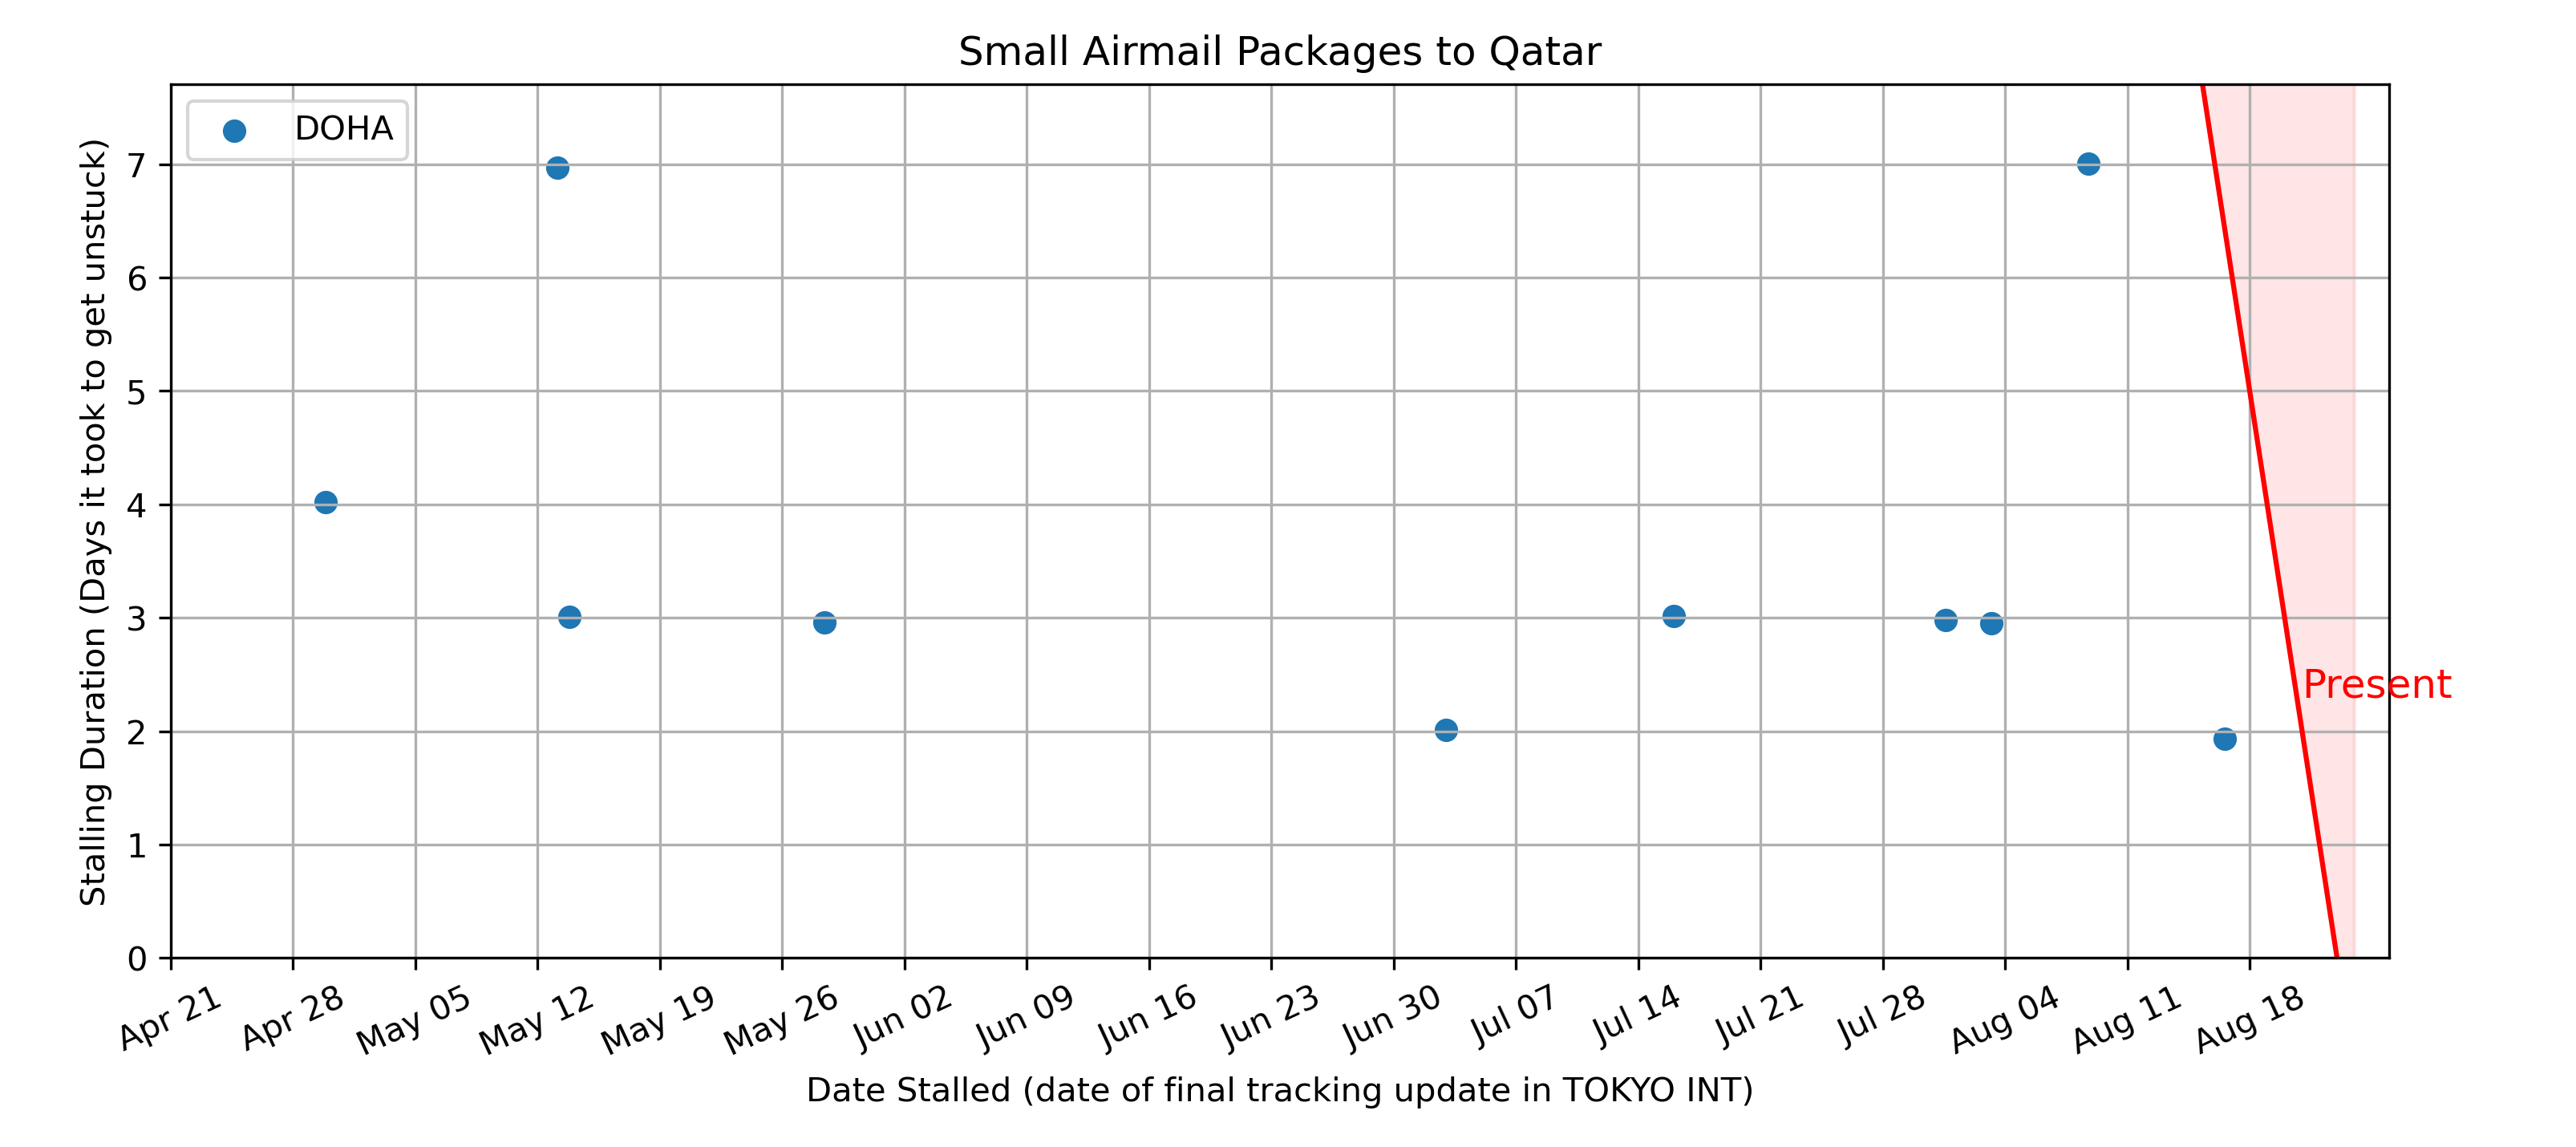 Small Airmail Packages to Qatar
DOHA
Stalling Duration (Days it took to get unstuck)
7
6
5
4
3
2
1
0
Present
Apr 21
Apr 28
May 05
May 12
May 19
May 26
Jun 02
Jun 09
Jun 16
Jun 23
Jun 30
Jul 07
Jul 14
Jul 21
Jul 28
Aug 04
Aug 11
Aug 18
Date Stalled (date of final tracking update in TOKYO INT)